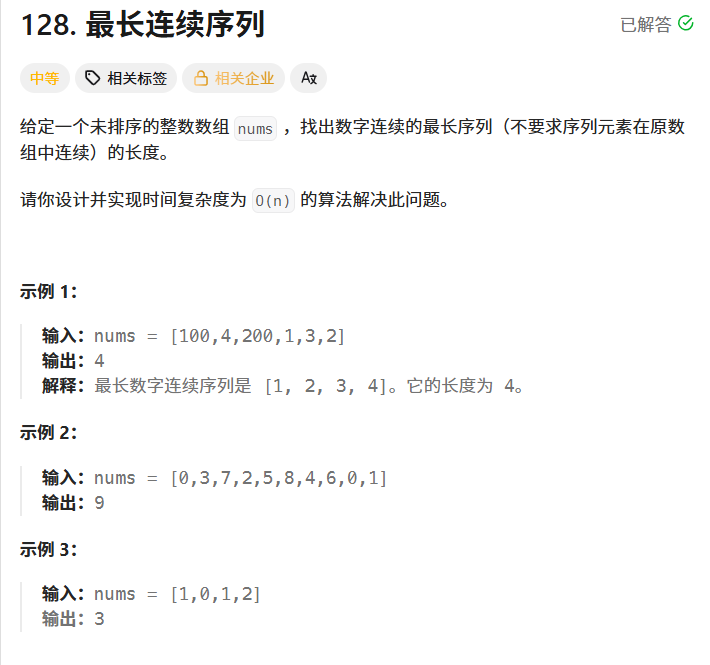 128. 最长连续序列
已解答
中等 相关标签 相关企业 Ax
给定一个未排序的整数数组 nums ，找出数字连续的最长序列（不要求序列元素在原数
组中连续）的长度。
请你设计并实现时间复杂度为 O(n) 的算法解决此问题。
示例 1：
输入：nums = [100,4,200,1,3,2]
输出：4
解释：最长数字连续序列是 [1, 2, 3, 4]。它的长度为 4。
示例 2：
输入：nums = [0,3,7,2,5,8,4,6,0,1]
输出：9
示例 3：
输入：nums = [1,0,1,2]
输出：3